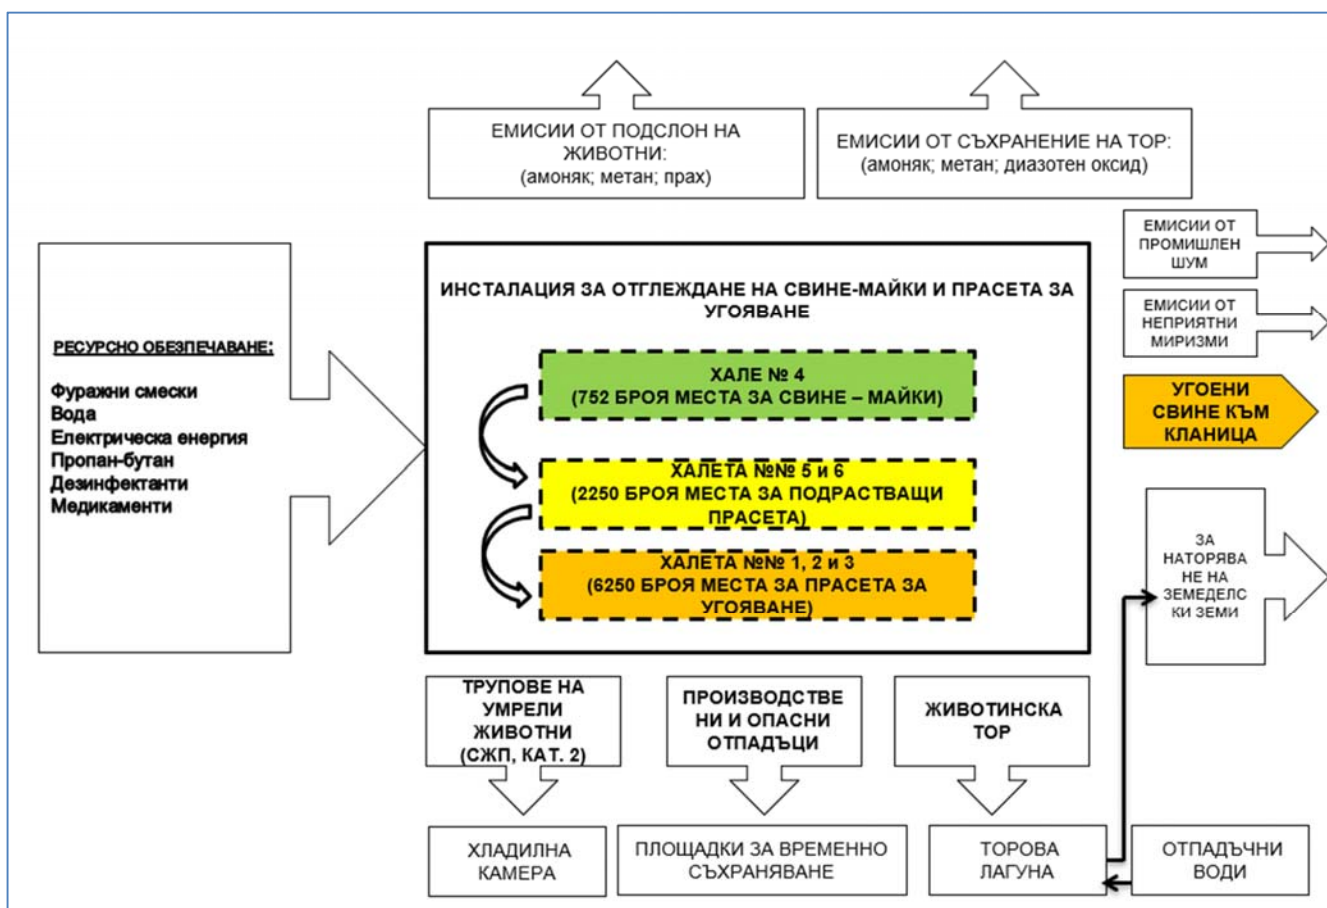 ЕМИСИИ ОТ ПОДСЛОН НА
ЖИВОТНИ:
(амоняк; метан; прах)
ЕМИСИИ ОТ СЪХРАНЕНИЕ НА ТОР:
(амоняк; метан; диазотен оксид)
ЕМИСИИ ОТ
ПРОМИШЛЕН
ШУМ
ЕМИСИИ ОТ
НЕПРИЯТНИ
МИРИЗМИ
УГОЕНИ
СВИНЕ КЪМ
КЛАНИЦА
РЕСУРСНО ОБЕЗПЕЧАВАНЕ:
Фуражни смески
Вода
Електрическа енергия
Пропан-бутан
Дезинфектанти
Медикаменти
ИНСТАЛАЦИЯ ЗА ОТГЛЕЖДАНЕ НА СВИНЕ-МАЙКИ И ПРАСЕТА ЗА
УГОЯВАНЕ
ХАЛЕ № 4
(752 БРОЯ МЕСТА ЗА СВИНЕ – МАЙКИ)
ХАЛЕТА №№ 5 и 6
(2250 БРОЯ МЕСТА ЗА ПОДРАСТВАЩИ
ПРАСЕТА)
ХАЛЕТА №№ 1, 2 и 3
(6250 БРОЯ МЕСТА ЗА ПРАСЕТА ЗА
УГОЯВАНЕ)
ЗА
НАТОРЯВА
НЕ НА
ЗЕМЕДЕЛС
КИ ЗЕМИ
ТРУПОВЕ НА
УМРЕЛИ
ЖИВОТНИ
(СЖП, КАТ. 2)
ПРОИЗВОДСТВЕ
НИ И ОПАСНИ
ОТПАДЪЦИ
ЖИВОТИНСКА
ТОР
ХЛАДИЛНА
КАМЕРА
ПЛОЩАДКИ ЗА ВРЕМЕННО
СЪХРАНЯВАНЕ
ТОРОВА
ЛАГУНА
ОТПАДЪЧНИ
ВОДИ